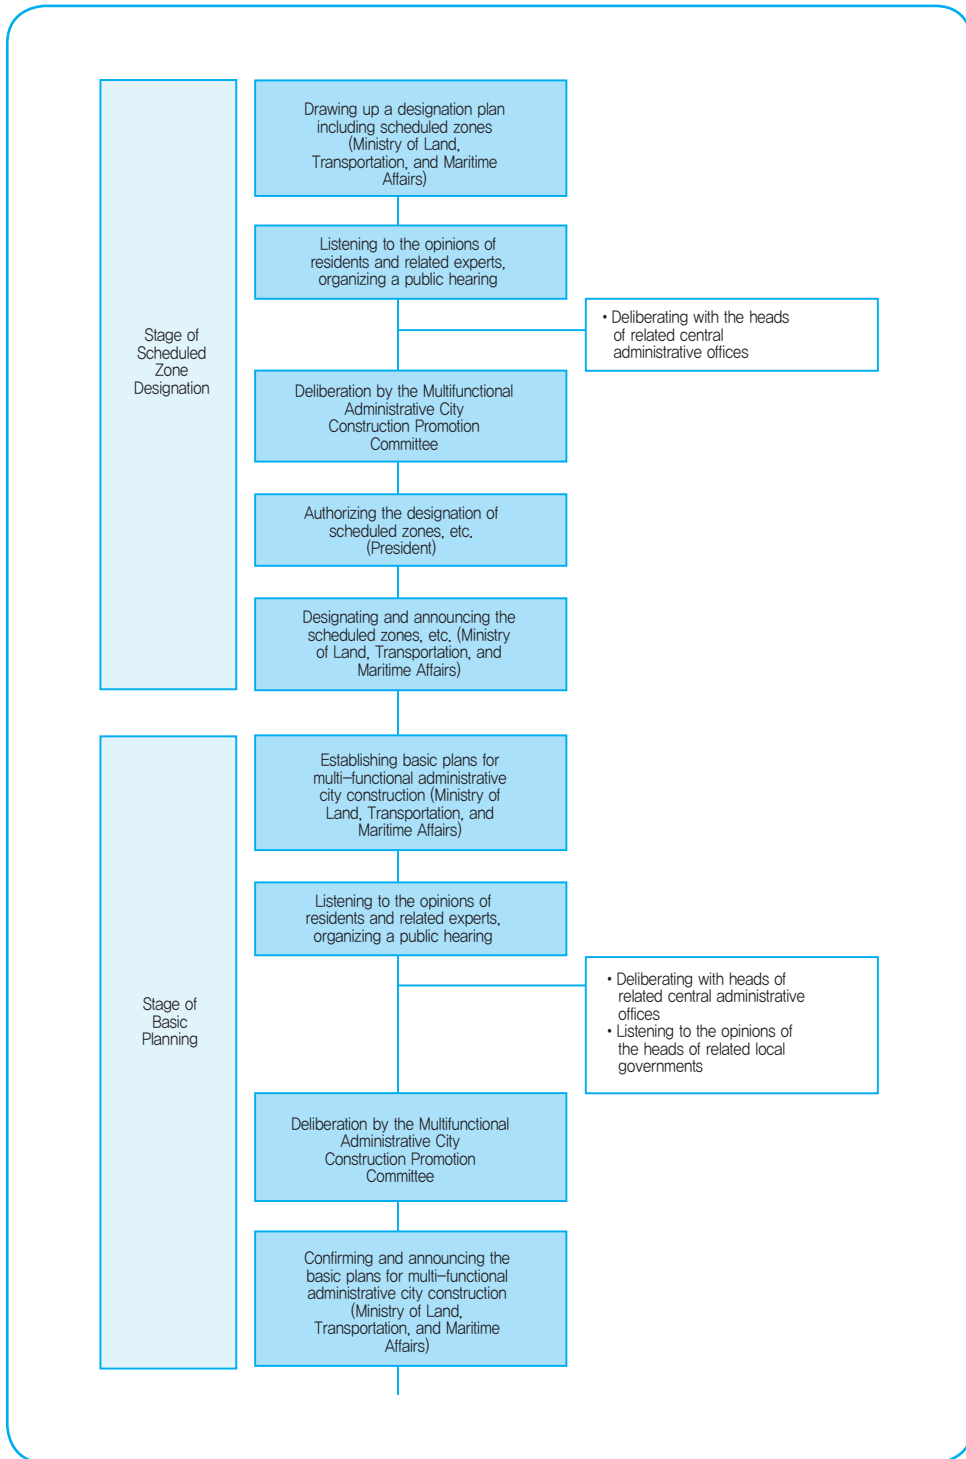 Stage of
Scheduled
Zone
Designation
Drawing up a designation plan
including scheduled zones
(Ministry of Land,
Transportation, and Maritime
Affairs)
Listening to the opinions of
residents and related experts,
organizing a public hearing
• Deliberating with the heads
of related central
administrative offices
Deliberation by the Multifunctional
Administrative City
Construction Promotion
Committee
Authorizing the designation of
scheduled zones, etc.
(President)
Designating and announcing the
scheduled zones, etc. (Ministry
of Land, Transportation, and
Maritime Affairs)
Stage of
Basic
Planning
Establishing basic plans for
multi-functional administrative
city construction (Ministry of
Land, Transportation, and
Maritime Affairs)
Listening to the opinions of
residents and related experts,
organizing a public hearing
• Deliberating with heads of
related central administrative
offices
• Listening to the opinions of
the heads of related local
governments
Deliberation by the Multifunctional
Administrative City
Construction Promotion
Committee
Confirming and announcing the
basic plans for multi-functional
administrative city construction
(Ministry of Land,
Transportation, and Maritime
Affairs)